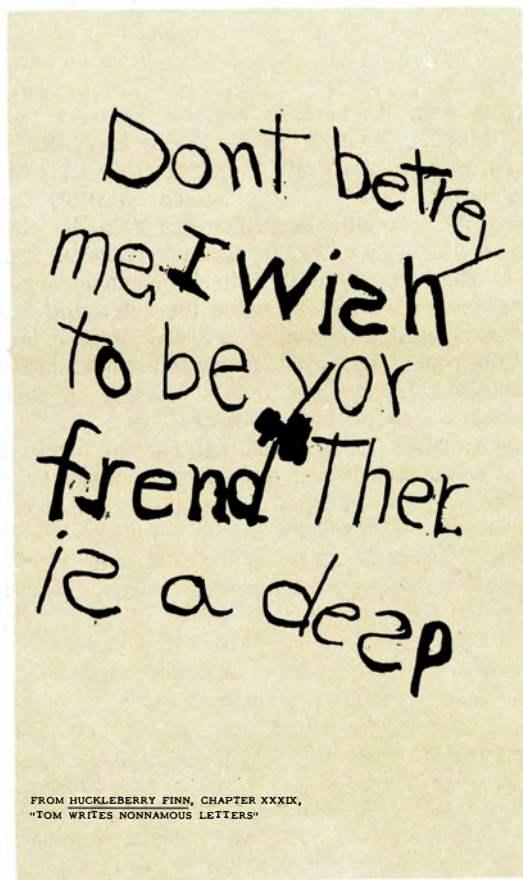 Dont betrey
me, I wish
to be yor
frend Ther
is a desp
FROM HUCKLEBERRY FINN, CHAPTER XXXIX,
"TOM WRITES NONNAMOUS LETTERS"